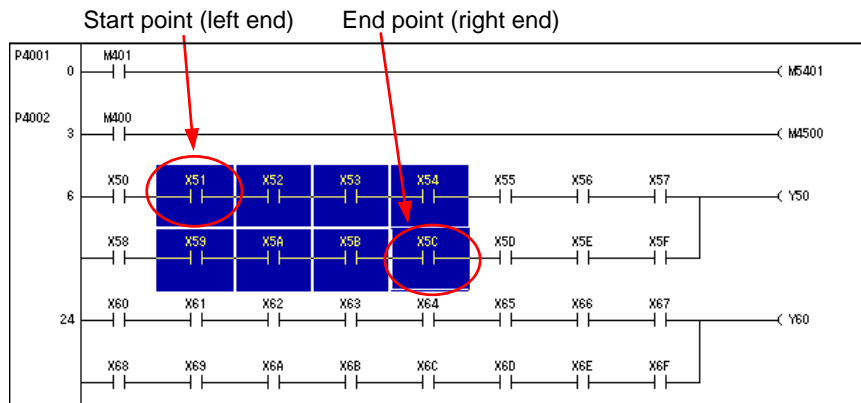 Start point (left end) End point (right end)
P4001 M401
0 M5401
P4002 M400
3 M4500
X50 X51 X52 X53 X54 X55 X56 X57
6 Y50
X58 X59 X5A X5B X5C X5D X5E X5F
X60 X61 X62 X63 X64 X65 X66 X67
24 Y60
X68 X69 X6A X6B X6C X6D X6E X6F